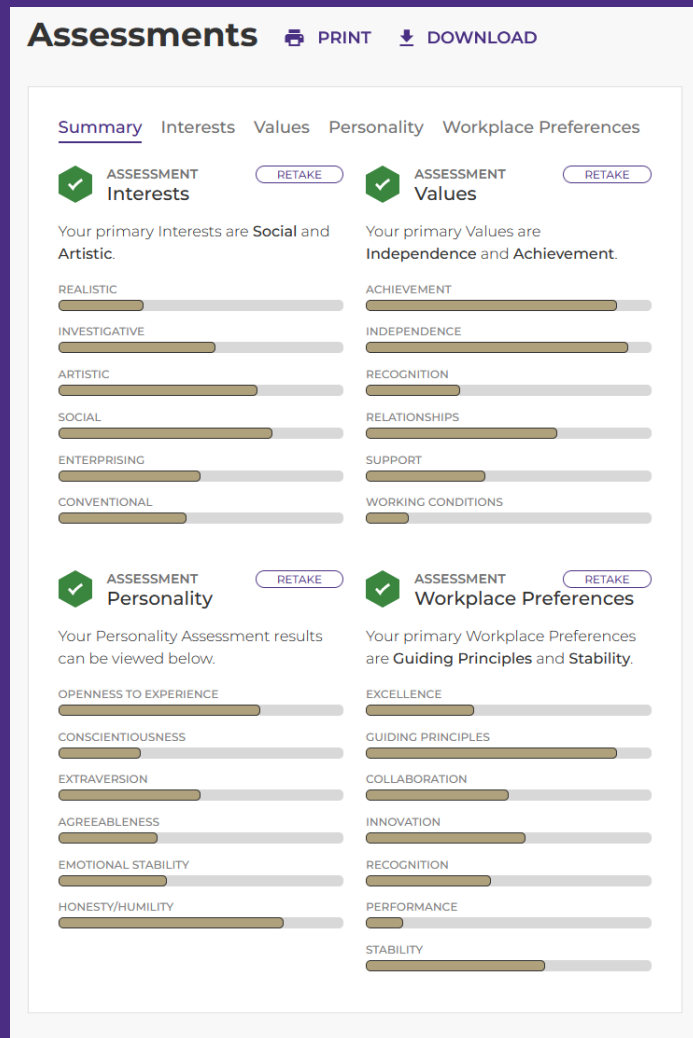 Assessments PRINT DOWNLOAD
Summary Interests Values Personality Workplace Preferences
ASSESSMENT RETAKE
Interests
Your primary Interests are Social and
Artistic.
REALISTIC
INVESTIGATIVE
ARTISTIC
SOCIAL
ENTERPRISING
CONVENTIONAL
ASSESSMENT RETAKE
Values
Your primary Values are
Independence and Achievement.
ACHIEVEMENT
INDEPENDENCE
RECOGNITION
RELATIONSHIPS
SUPPORT
WORKING CONDITIONS
ASSESSMENT RETAKE
Personality
Your Personality Assessment results
can be viewed below.
OPENNESS TO EXPERIENCE
CONSCIENTIOUSNESS
EXTRAVERSION
AGREEABLENESS
EMOTIONAL STABILITY
HONESTY/HUMILITY
ASSESSMENT RETAKE
Workplace Preferences
Your primary Workplace Preferences
are Guiding Principles and Stability.
EXCELLENCE
GUIDING PRINCIPLES
COLLABORATION
INNOVATION
RECOGNITION
PERFORMANCE
STABILITY